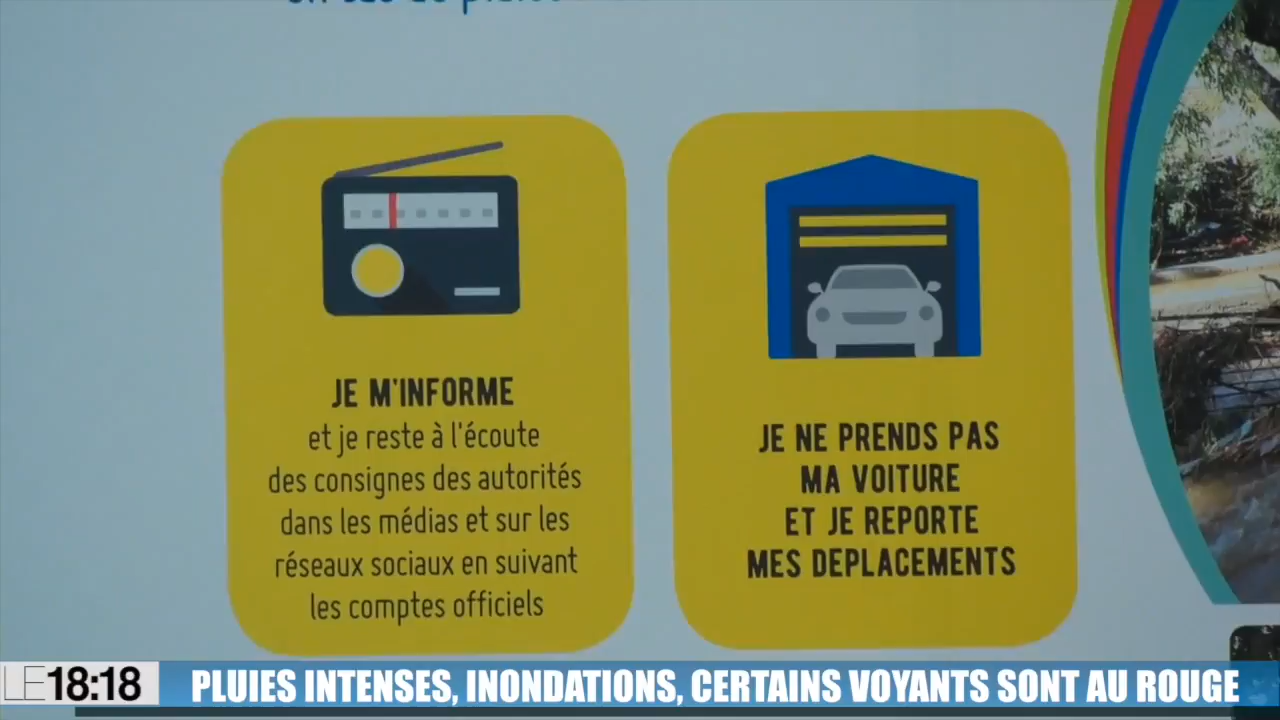 JE M'INFORME
et je reste à l'écoute
des consignes des autorités
dans les médias et sur les
réseaux sociaux en suivant
les comptes officiels
JE NE PRENDS PAS
MA VOITURE
ET JE REPORTE
MES DEPLACEMENTS
LE18:18
PLUIES INTENSES, INONDATIONS, CERTAINS VOYANTS SONT AU ROUGE